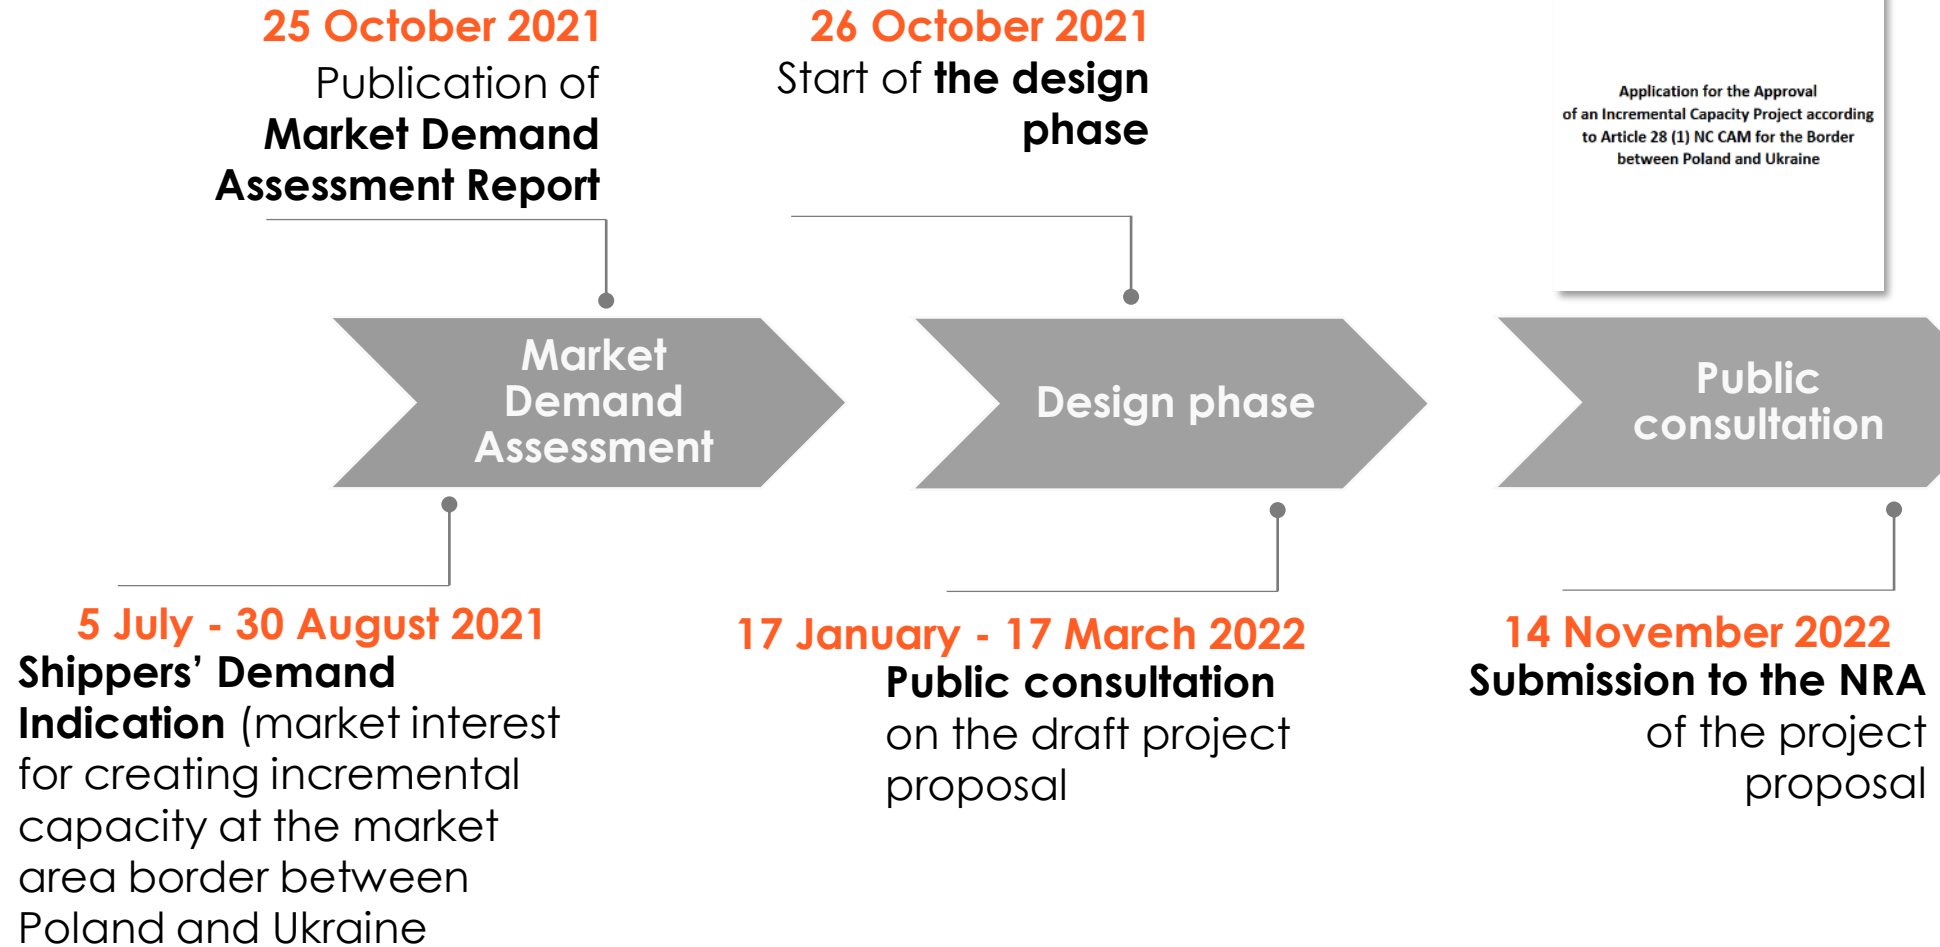 25 October 2021
Publication of
Market Demand
Assessment Report
26 October 2021
Start of the design
phase
Application for the Approval
of an Incremental Capacity Project according
to Article 28 (1) NC CAM for the Border
between Poland and Ukraine
Market
Demand
Assessment
Design phase
Public
consultation
5 July - 30 August 2021
Shippers’ Demand
Indication (market interest
for creating incremental
capacity at the market
area border between
Poland and Ukraine
17 January - 17 March 2022
Public consultation
on the draft project
proposal
14 November 2022
Submission to the NRA
of the project
proposal